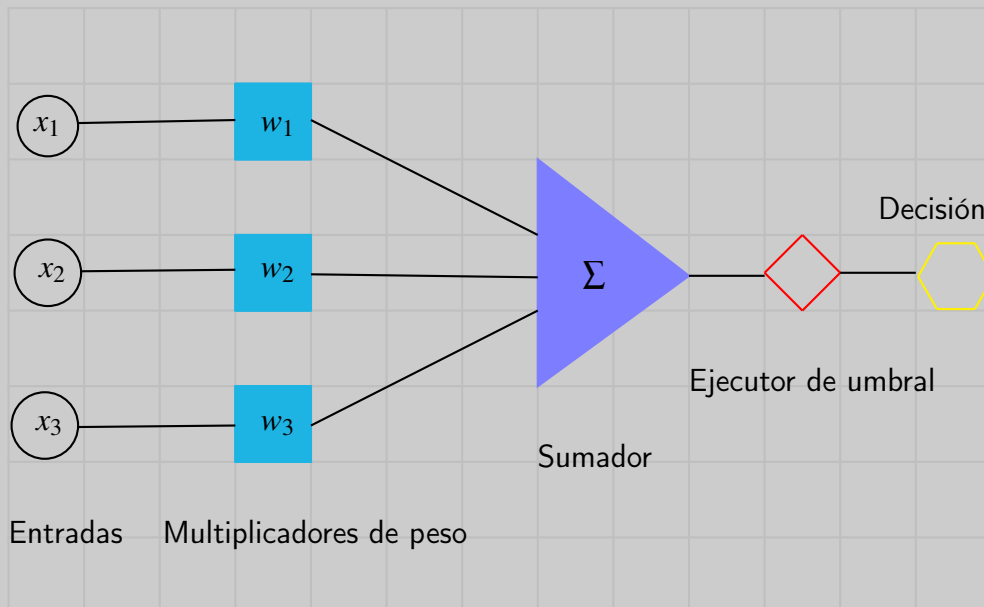 x₁
w₁
x₂
w₂
Σ
Decisión
x₃
w₃
Ejecutor de umbral
Sumador
Entradas
Multiplicadores de peso